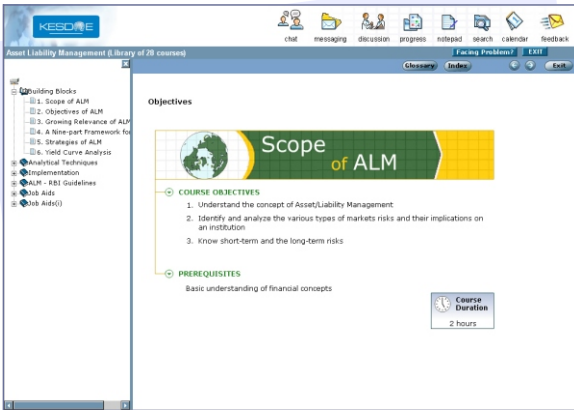 KESDEE
chat messaging discussion progress notepad search calendar feedback
Asset Liability Management (Library of 20 courses)
Facing Problem? EXIT
Glossary Index Exit
Building Blocks
1. Scope of ALM
2. Objectives of ALM
3. Growing Relevance of ALM
4. A Nine-part Framework for
5. Strategies of ALM
6. Yield Curve Analysis
Analytical Techniques
Implementation
ALM - RBI Guidelines
Job Aids
Job Aids(i)
Objectives
Scope
of ALM
COURSE OBJECTIVES
1. Understand the concept of Asset/Liability Management
2. Identify and analyze the various types of markets risks and their implications on
an institution
3. Know short-term and the long-term risks
PREREQUISITES
Basic understanding of financial concepts
Course
Duration
2 hours